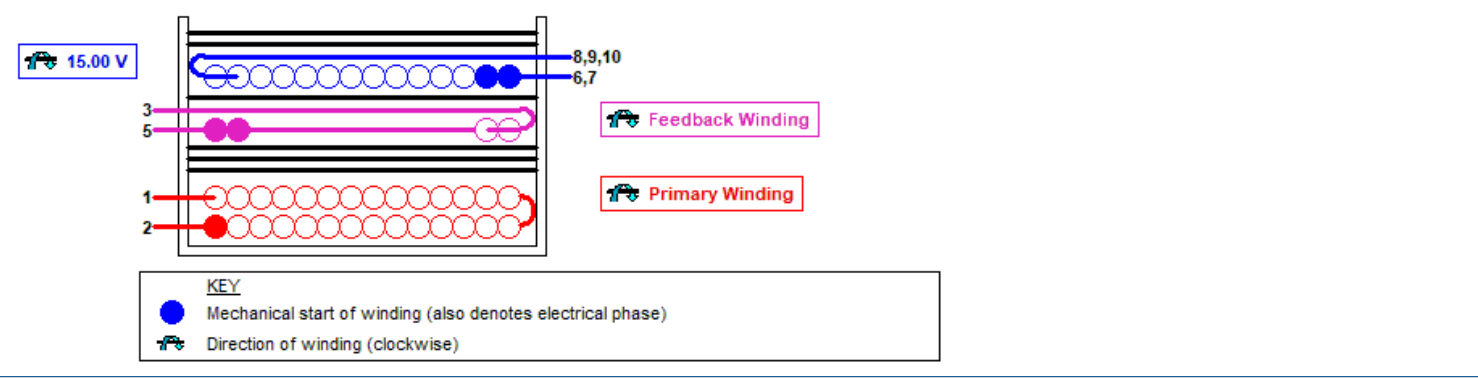 15.00 V
8,9,10
6,7
3
5
Feedback Winding
1
2
Primary Winding
KEY
Mechanical start of winding (also denotes electrical phase)
Direction of winding (clockwise)